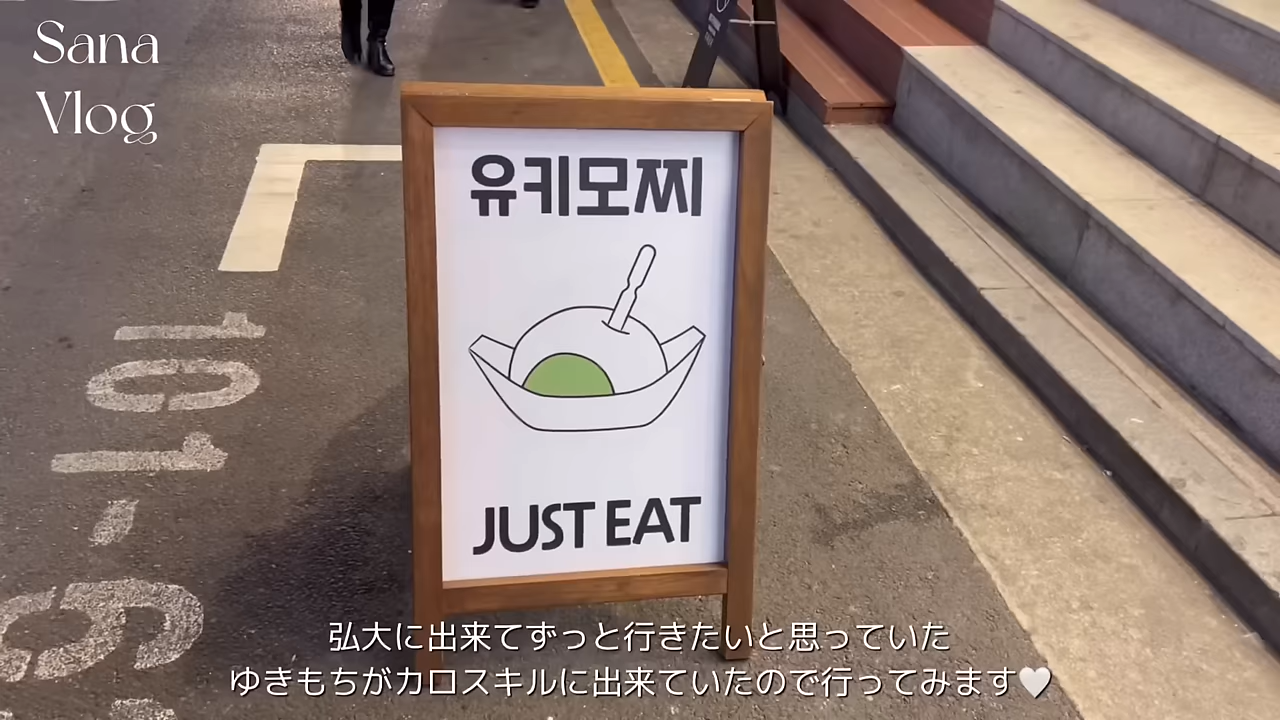 Sana
Vlog
유키모찌
JUST EAT
弘大に出来てずっと行きたいと思っていた
ゆきもちがカロスキルに出来ていたので行ってみます🤍